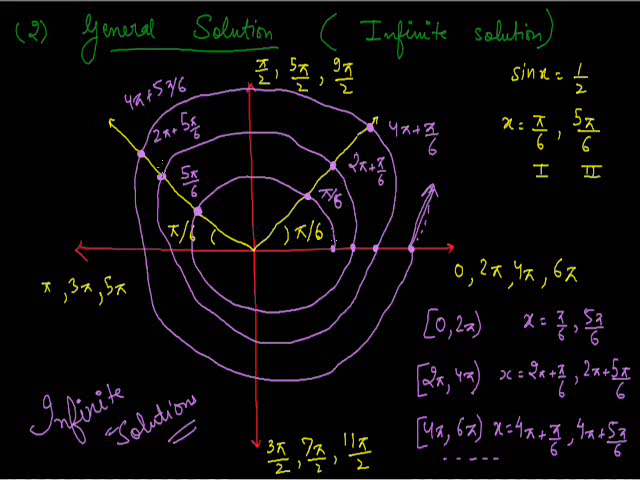 (2) General Solution ( Infinite solution)
π/2, 5π/2, 9π/2
sinx = 1/2
4π+5π/6
2π+5π/6
4π+π/6
x = π/6, 5π/6
I II
5π/6
2π+π/6
π/6
π/6 ( ) π/6
π, 3π, 5π
0, 2π, 4π, 6π
[0, 2π) x = π/6, 5π/6
[2π, 4π) x = 2π+π/6, 2π+5π/6
[4π, 6π) x = 4π+π/6, 4π+5π/6
......
Infinite
Solutions
3π/2, 7π/2, 11π/2